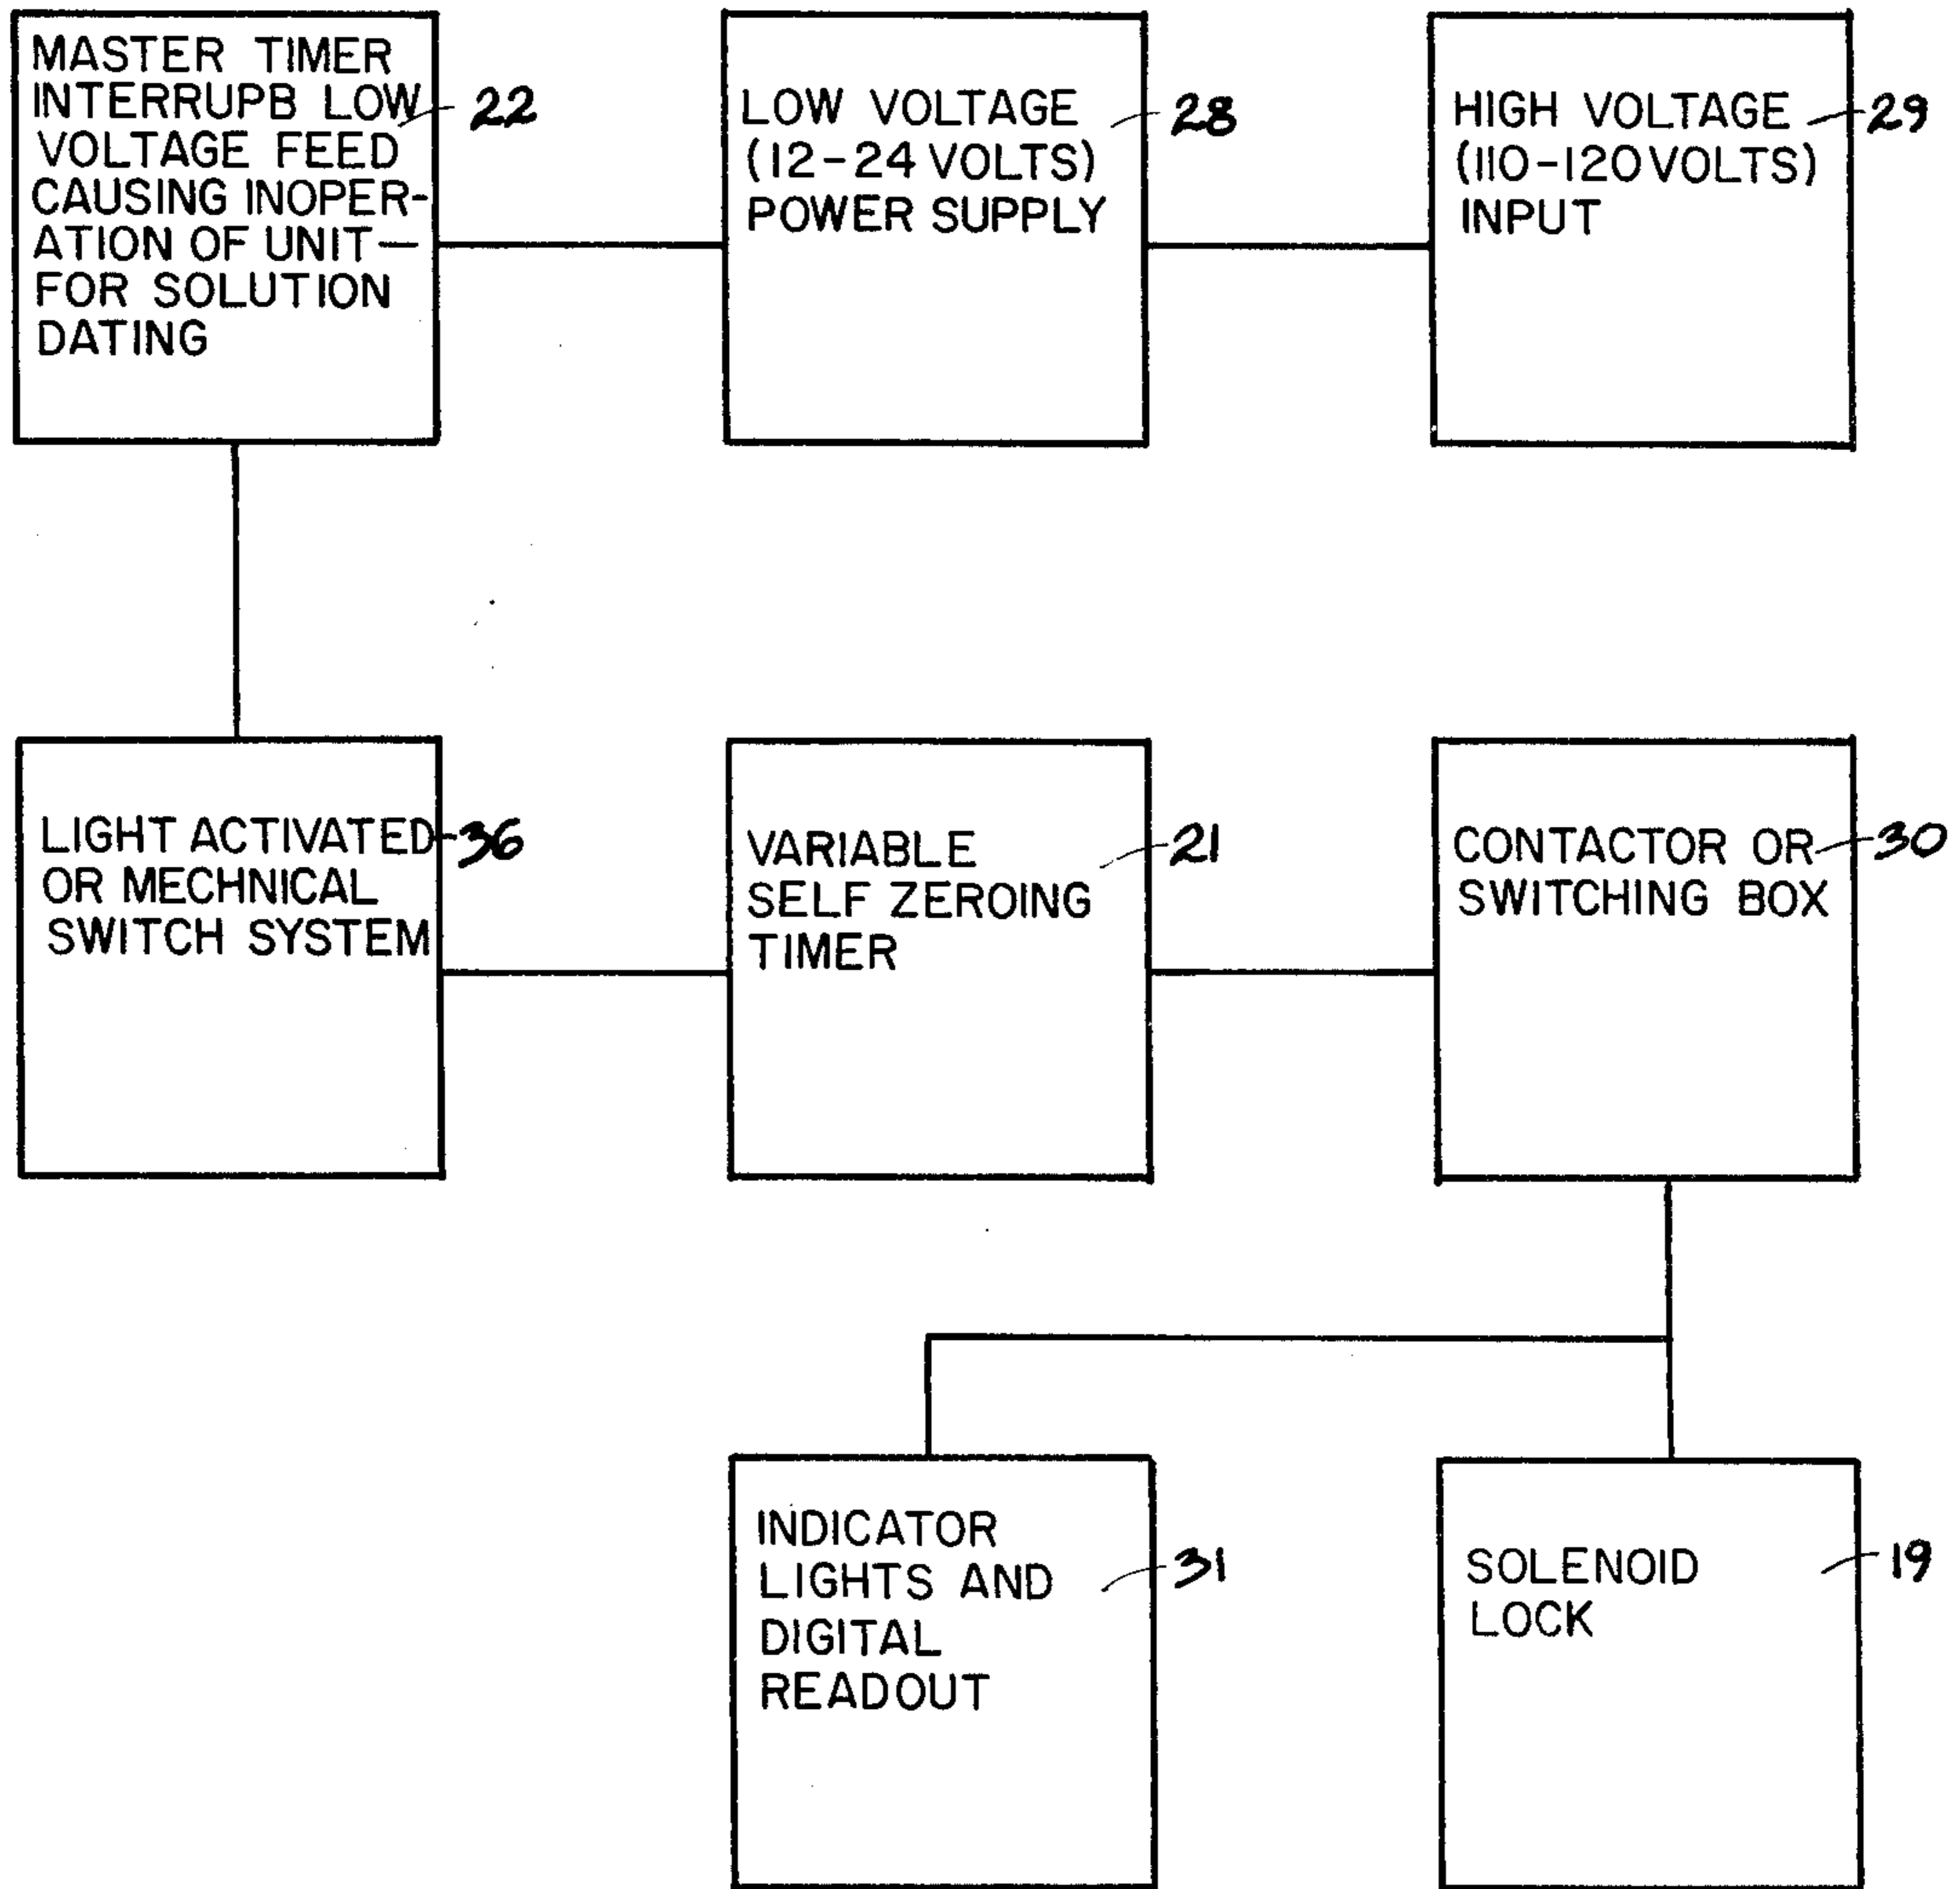 MASTER TIMER
INTERRUPB LOW
VOLTAGE FEED
CAUSING INOPER-
ATION OF UNIT—
FOR SOLUTION
DATING
22
LOW VOLTAGE
(12-24 VOLTS)
POWER SUPPLY
28
HIGH VOLTAGE
(110-120 VOLTS)
INPUT
29
LIGHT ACTIVATED
OR MECHNICAL
SWITCH SYSTEM
36
VARIABLE
SELF ZEROING
TIMER
21
CONTACTOR OR
SWITCHING BOX
30
INDICATOR
LIGHTS AND
DIGITAL
READOUT
31
SOLENOID
LOCK
19